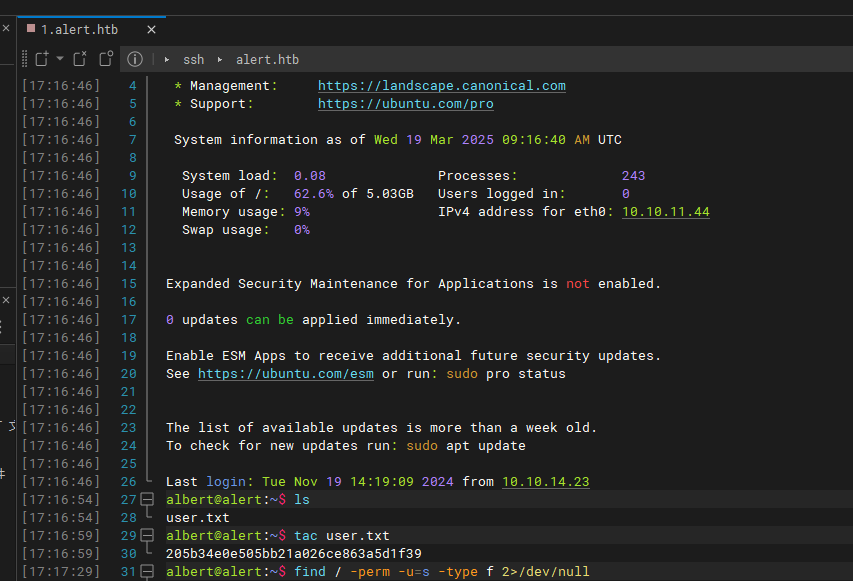 1.alert.htb
ssh alert.htb
[17:16:46] 4 * Management: https://landscape.canonical.com
[17:16:46] 5 * Support: https://ubuntu.com/pro
[17:16:46] 6
[17:16:46] 7 System information as of Wed 19 Mar 2025 09:16:40 AM UTC
[17:16:46] 8
[17:16:46] 9 System load: 0.08 Processes: 243
[17:16:46] 10 Usage of /: 62.6% of 5.03GB Users logged in: 0
[17:16:46] 11 Memory usage: 9% IPv4 address for eth0: 10.10.11.44
[17:16:46] 12 Swap usage: 0%
[17:16:46] 13
[17:16:46] 14
[17:16:46] 15 Expanded Security Maintenance for Applications is not enabled.
[17:16:46] 16
[17:16:46] 17 0 updates can be applied immediately.
[17:16:46] 18
[17:16:46] 19 Enable ESM Apps to receive additional future security updates.
[17:16:46] 20 See https://ubuntu.com/esm or run: sudo pro status
[17:16:46] 21
[17:16:46] 22
[17:16:46] 23 The list of available updates is more than a week old.
[17:16:46] 24 To check for new updates run: sudo apt update
[17:16:46] 25
[17:16:46] 26 Last login: Tue Nov 19 14:19:09 2024 from 10.10.14.23
[17:16:54] 27 albert@alert:~$ ls
[17:16:54] 28 user.txt
[17:16:59] 29 albert@alert:~$ tac user.txt
[17:16:59] 30 205b34e0e505bb21a026ce863a5d1f39
[17:17:29] 31 albert@alert:~$ find / -perm -u=s -type f 2>/dev/null